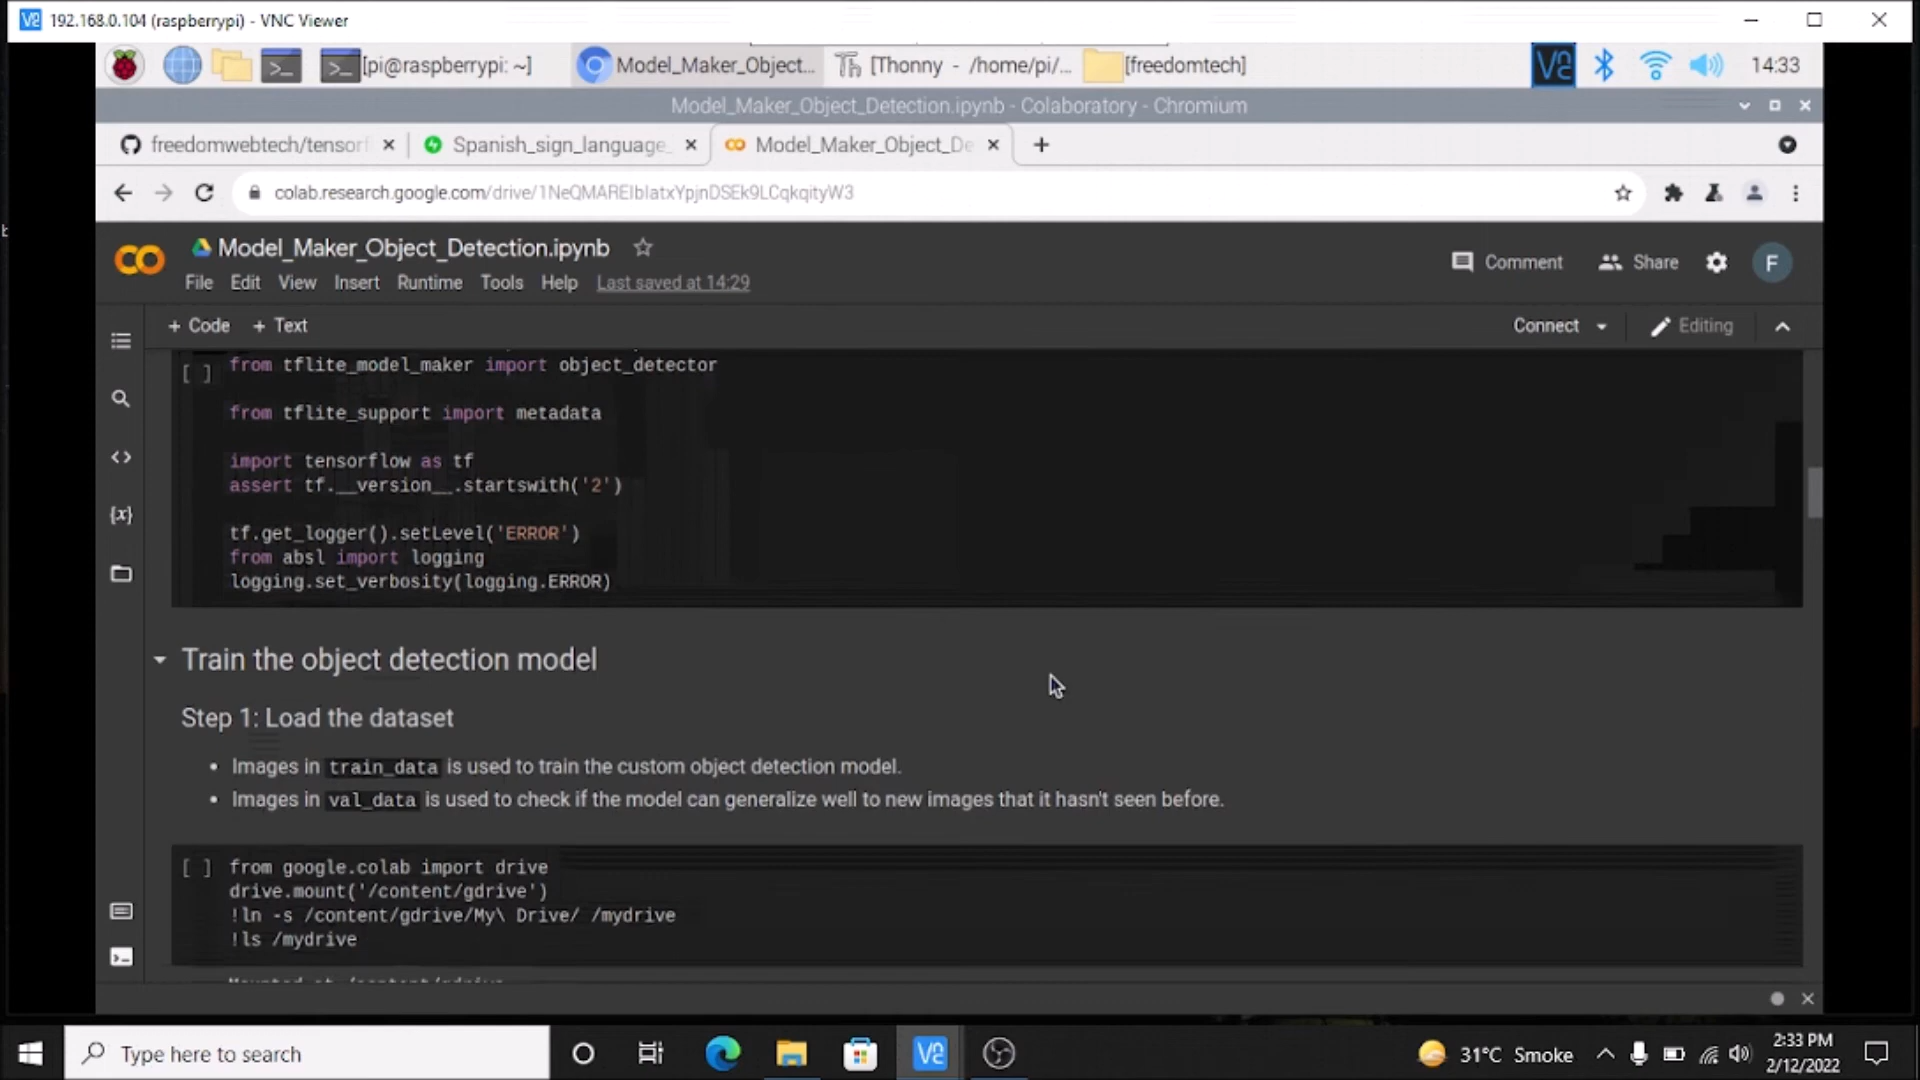 192.168.0.104 (raspberrypi) - VNC Viewer
[pi@raspberrypi: ~]
Model_Maker_Object...
[Thonny - /home/pi/...
[freedomtech]
14:33
Model_Maker_Object_Detection.ipynb - Colaboratory - Chromium
freedomwebtech/tensorf
Spanish_sign_language_
Model_Maker_Object_De
colab.research.google.com/drive/1NeQMAREIbIatxYpjnDSEk9LCqkqityW3
Model_Maker_Object_Detection.ipynb
File Edit View Insert Runtime Tools Help Last saved at 14:29
Comment Share F
+ Code + Text
Connect Editing
[ ] from tflite_model_maker import object_detector
from tflite_support import metadata
import tensorflow as tf
assert tf.__version__.startswith('2')
tf.get_logger().setLevel('ERROR')
from absl import logging
logging.set_verbosity(logging.ERROR)
Train the object detection model
Step 1: Load the dataset
• Images in train_data is used to train the custom object detection model.
• Images in val_data is used to check if the model can generalize well to new images that it hasn't seen before.
[ ] from google.colab import drive
drive.mount('/content/gdrive')
!ln -s /content/gdrive/My\ Drive/ /mydrive
!ls /mydrive
Type here to search
31°C Smoke
2:33 PM
2/12/2022